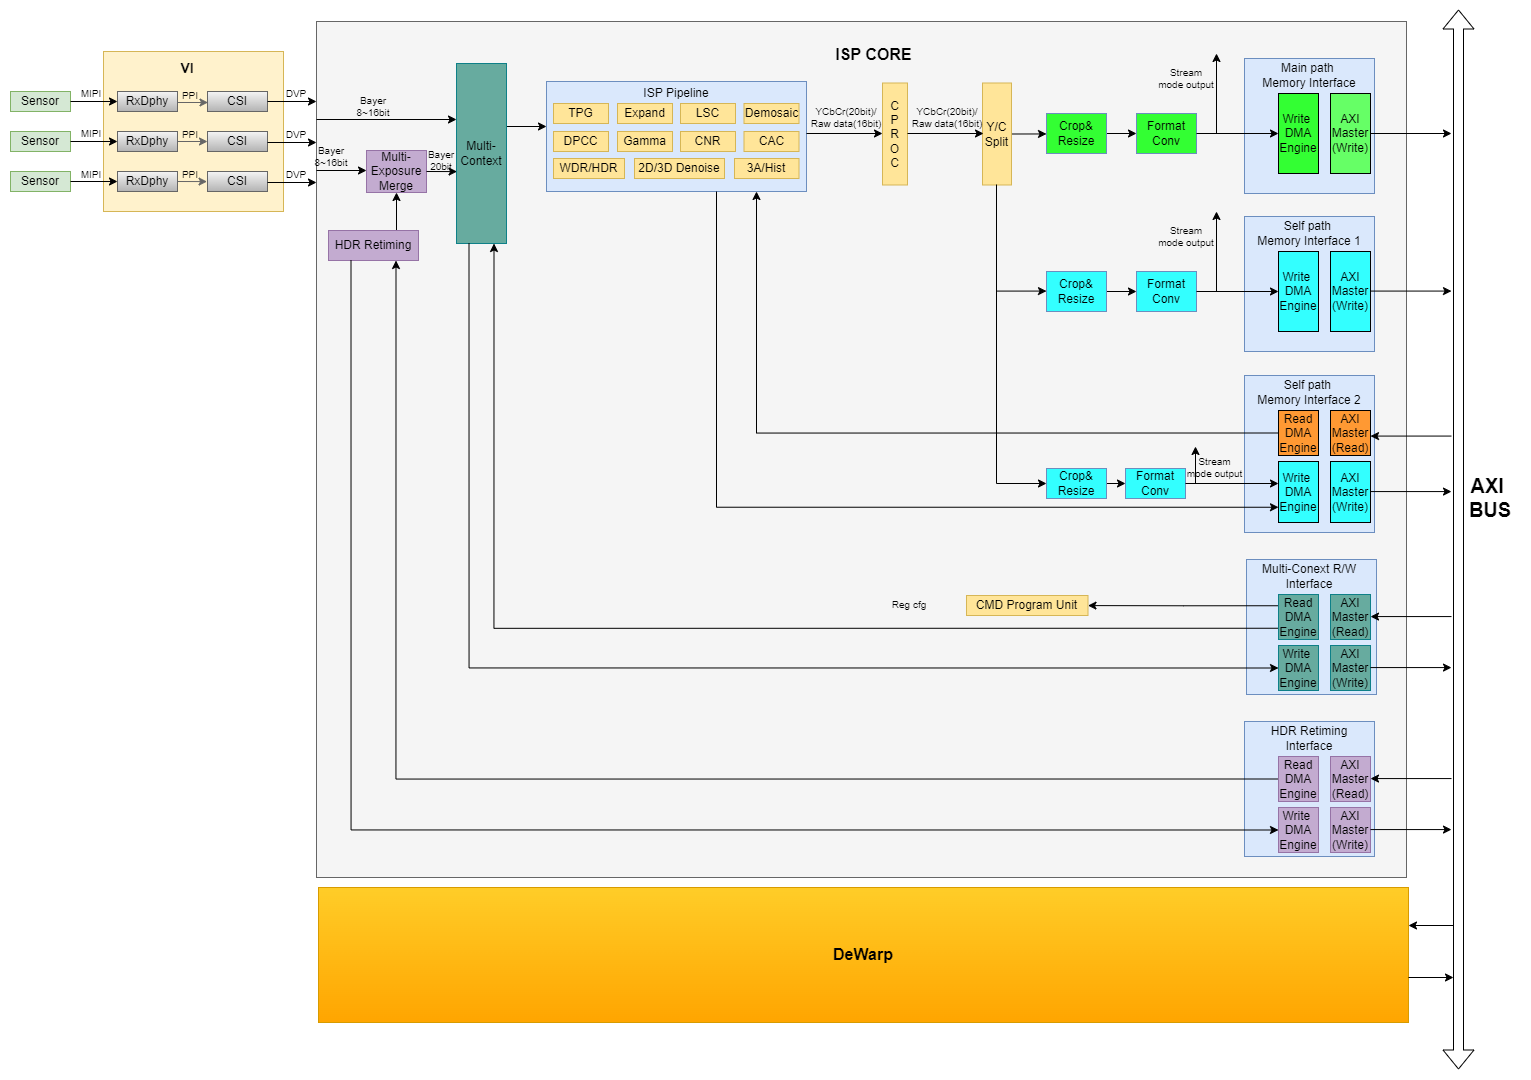 VI
Sensor
MIPI
RxDphy
PPI
CSI
DVP
Sensor
MIPI
RxDphy
PPI
CSI
DVP
Sensor
MIPI
RxDphy
PPI
CSI
DVP
ISP CORE
Bayer
8~16bit
Bayer
8~16bit
Multi-
Exposure
Merge
Bayer
20bit
HDR Retiming
Multi-
Context
ISP Pipeline
TPG
Expand
LSC
Demosaic
DPCC
Gamma
CNR
CAC
WDR/HDR
2D/3D Denoise
3A/Hist
YCbCr(20bit)/
Raw data(16bit)
C
P
R
O
C
YCbCr(20bit)/
Raw data(16bit)
Y/C
Split
Crop&
Resize
Format
Conv
Stream
mode output
Main path
Memory Interface
Write
DMA
Engine
AXI
Master
(Write)
Crop&
Resize
Format
Conv
Stream
mode output
Self path
Memory Interface 1
Write
DMA
Engine
AXI
Master
(Write)
Self path
Memory Interface 2
Read
DMA
Engine
AXI
Master
(Read)
Crop&
Resize
Format
Conv
Stream
mode output
Write
DMA
Engine
AXI
Master
(Write)
Multi-Conext R/W
Interface
Reg cfg
CMD Program Unit
Read
DMA
Engine
AXI
Master
(Read)
Write
DMA
Engine
AXI
Master
(Write)
HDR Retiming
Interface
Read
DMA
Engine
AXI
Master
(Read)
Write
DMA
Engine
AXI
Master
(Write)
AXI
BUS
DeWarp